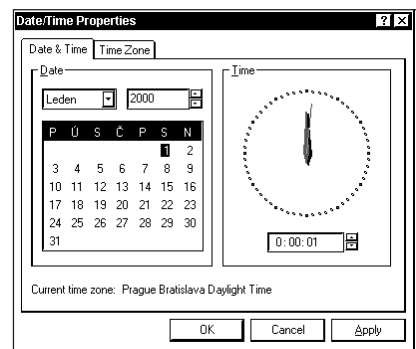 Date/Time Properties
Date & Time Time Zone
Date
Leden 2000
P Ú S Č P S N
1 2
3 4 5 6 7 8 9
10 11 12 13 14 15 16
17 18 19 20 21 22 23
24 25 26 27 28 29 30
31
Time
0:00:01
Current time zone: Prague Bratislava Daylight Time
OK Cancel Apply